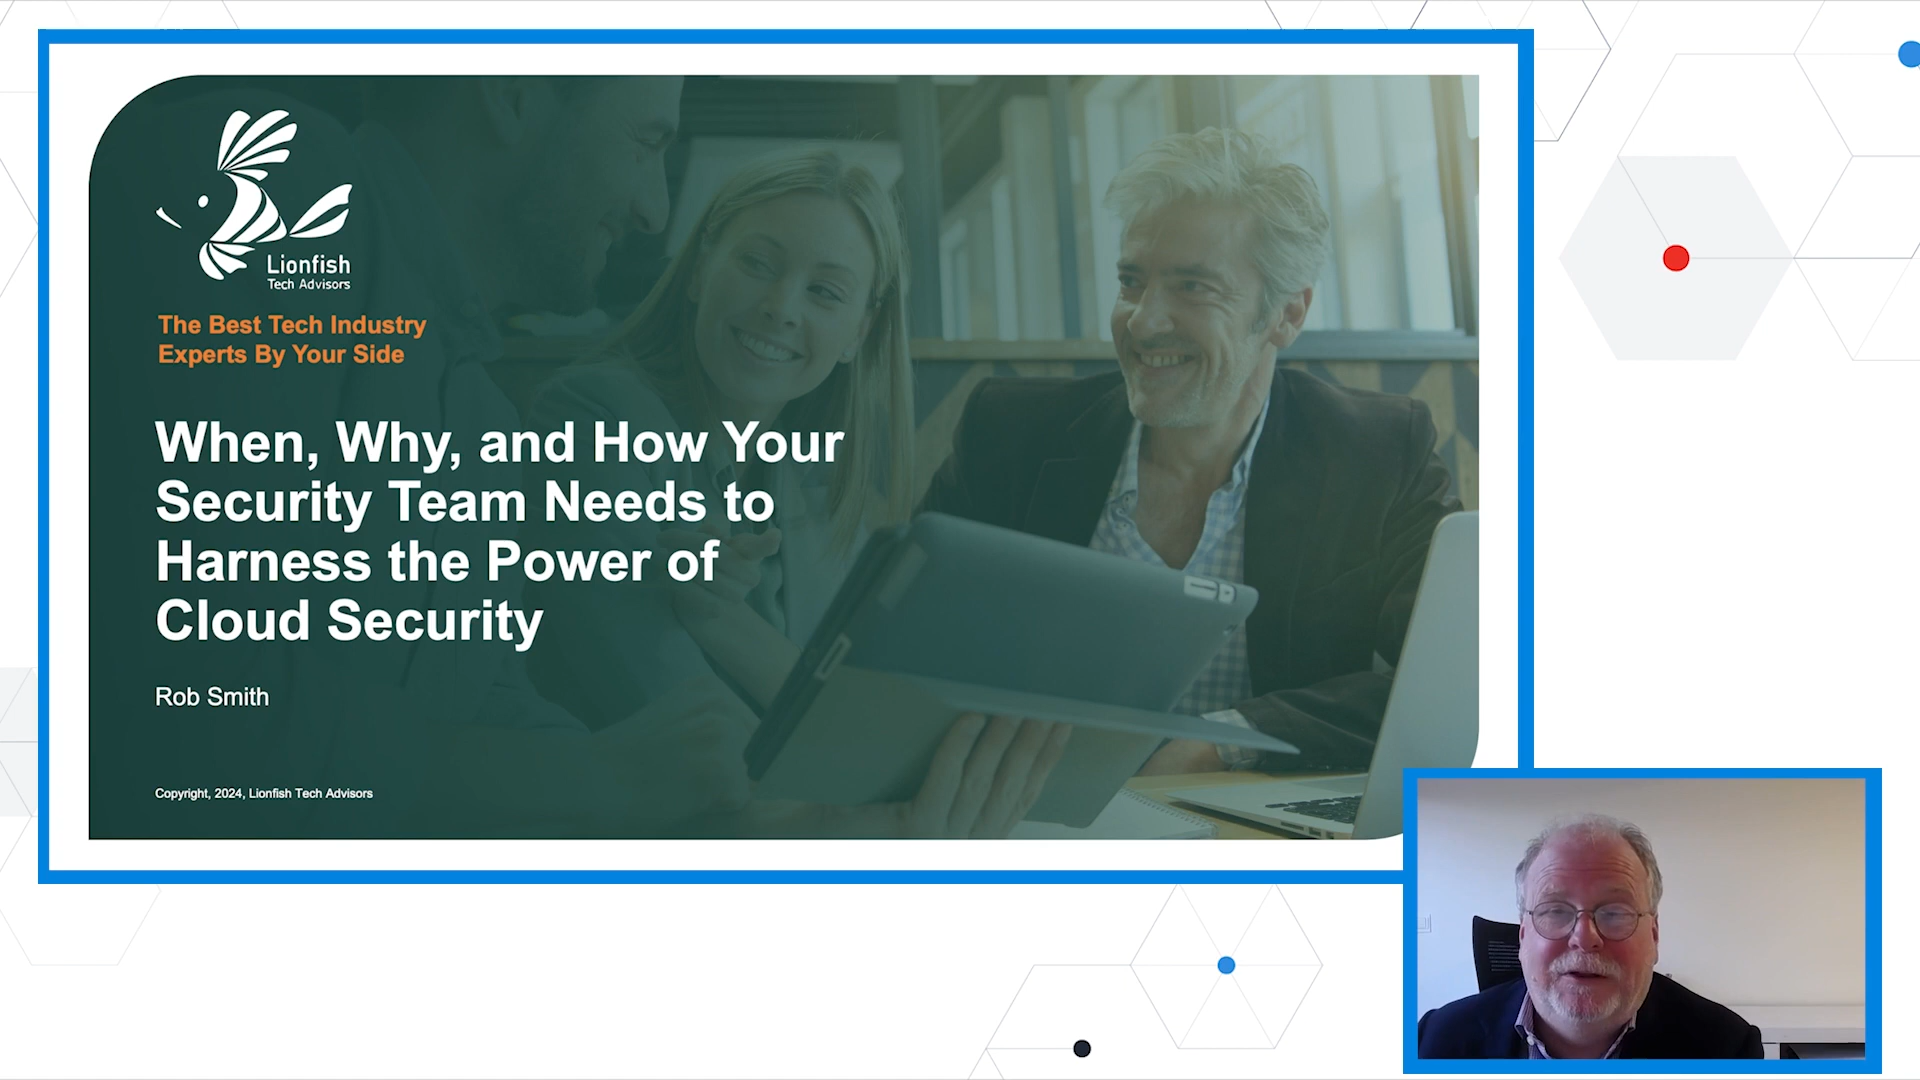 Lionfish
Tech Advisors
The Best Tech Industry
Experts By Your Side
When, Why, and How Your
Security Team Needs to
Harness the Power of
Cloud Security
Rob Smith
Copyright, 2024, Lionfish Tech Advisors